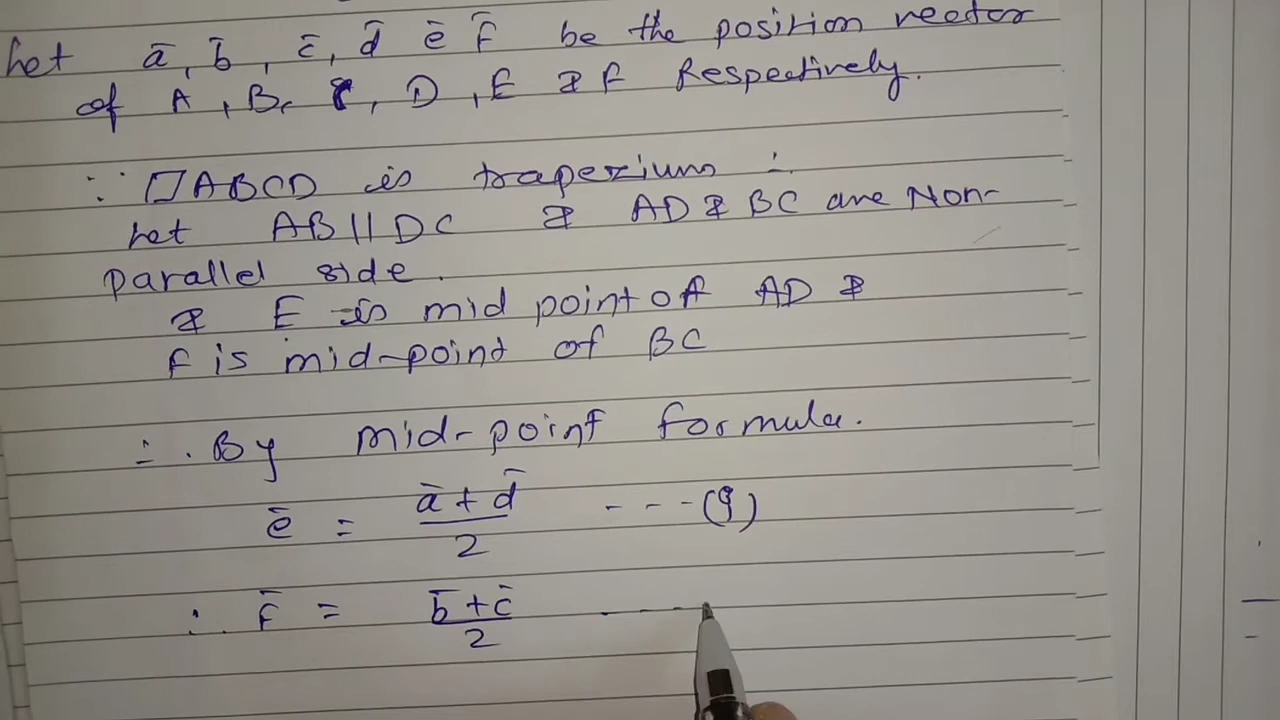 Let ā, b̄, c̄, d̄ ē F̄ be the position vector
of A, B, C, D, E & F Respectively.
∵ □ABCD is trapezium ∴
Let AB || DC & AD & BC are Non-
parallel side.
& E is mid point of AD &
F is mid-point of BC
∴ By mid-point formula.
ē = ā + d̄ / 2 ---(i)
∴ F̄ = b̄ + c̄ / 2 ----